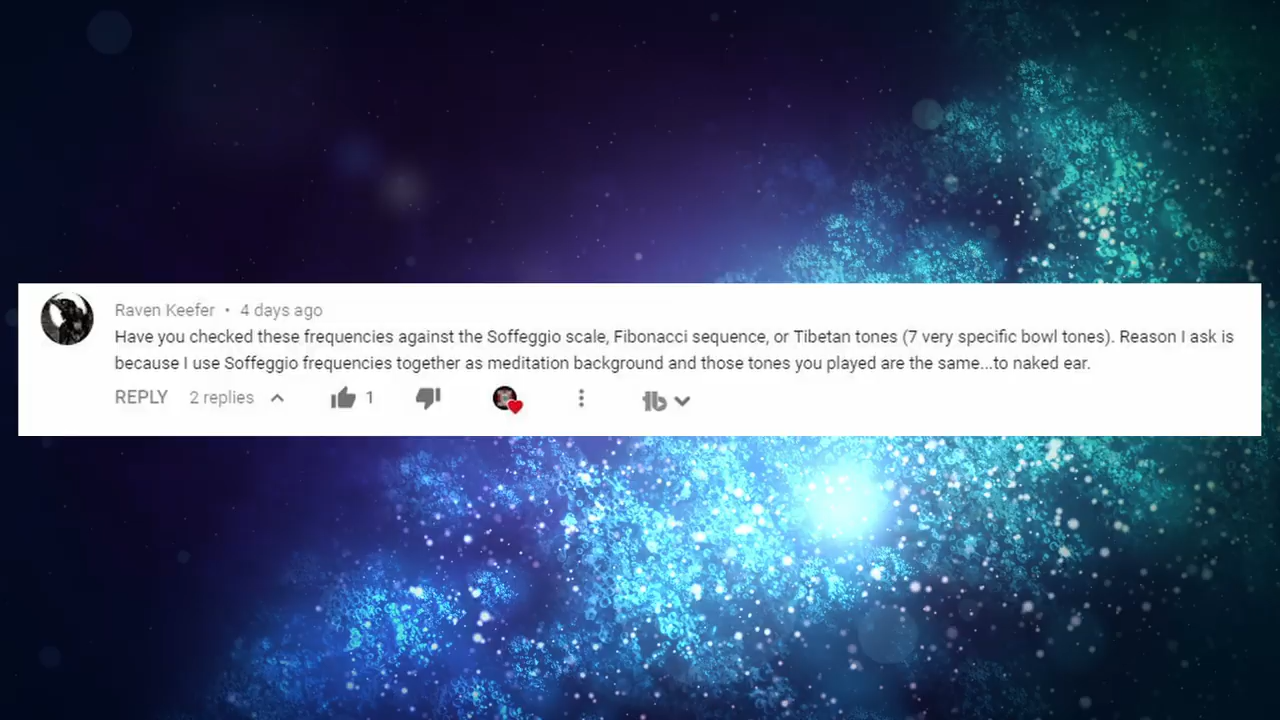 Raven Keefer • 4 days ago
Have you checked these frequencies against the Soffeggio scale, Fibonacci sequence, or Tibetan tones (7 very specific bowl tones). Reason I ask is
because I use Soffeggio frequencies together as meditation background and those tones you played are the same...to naked ear.
REPLY 2 replies 1